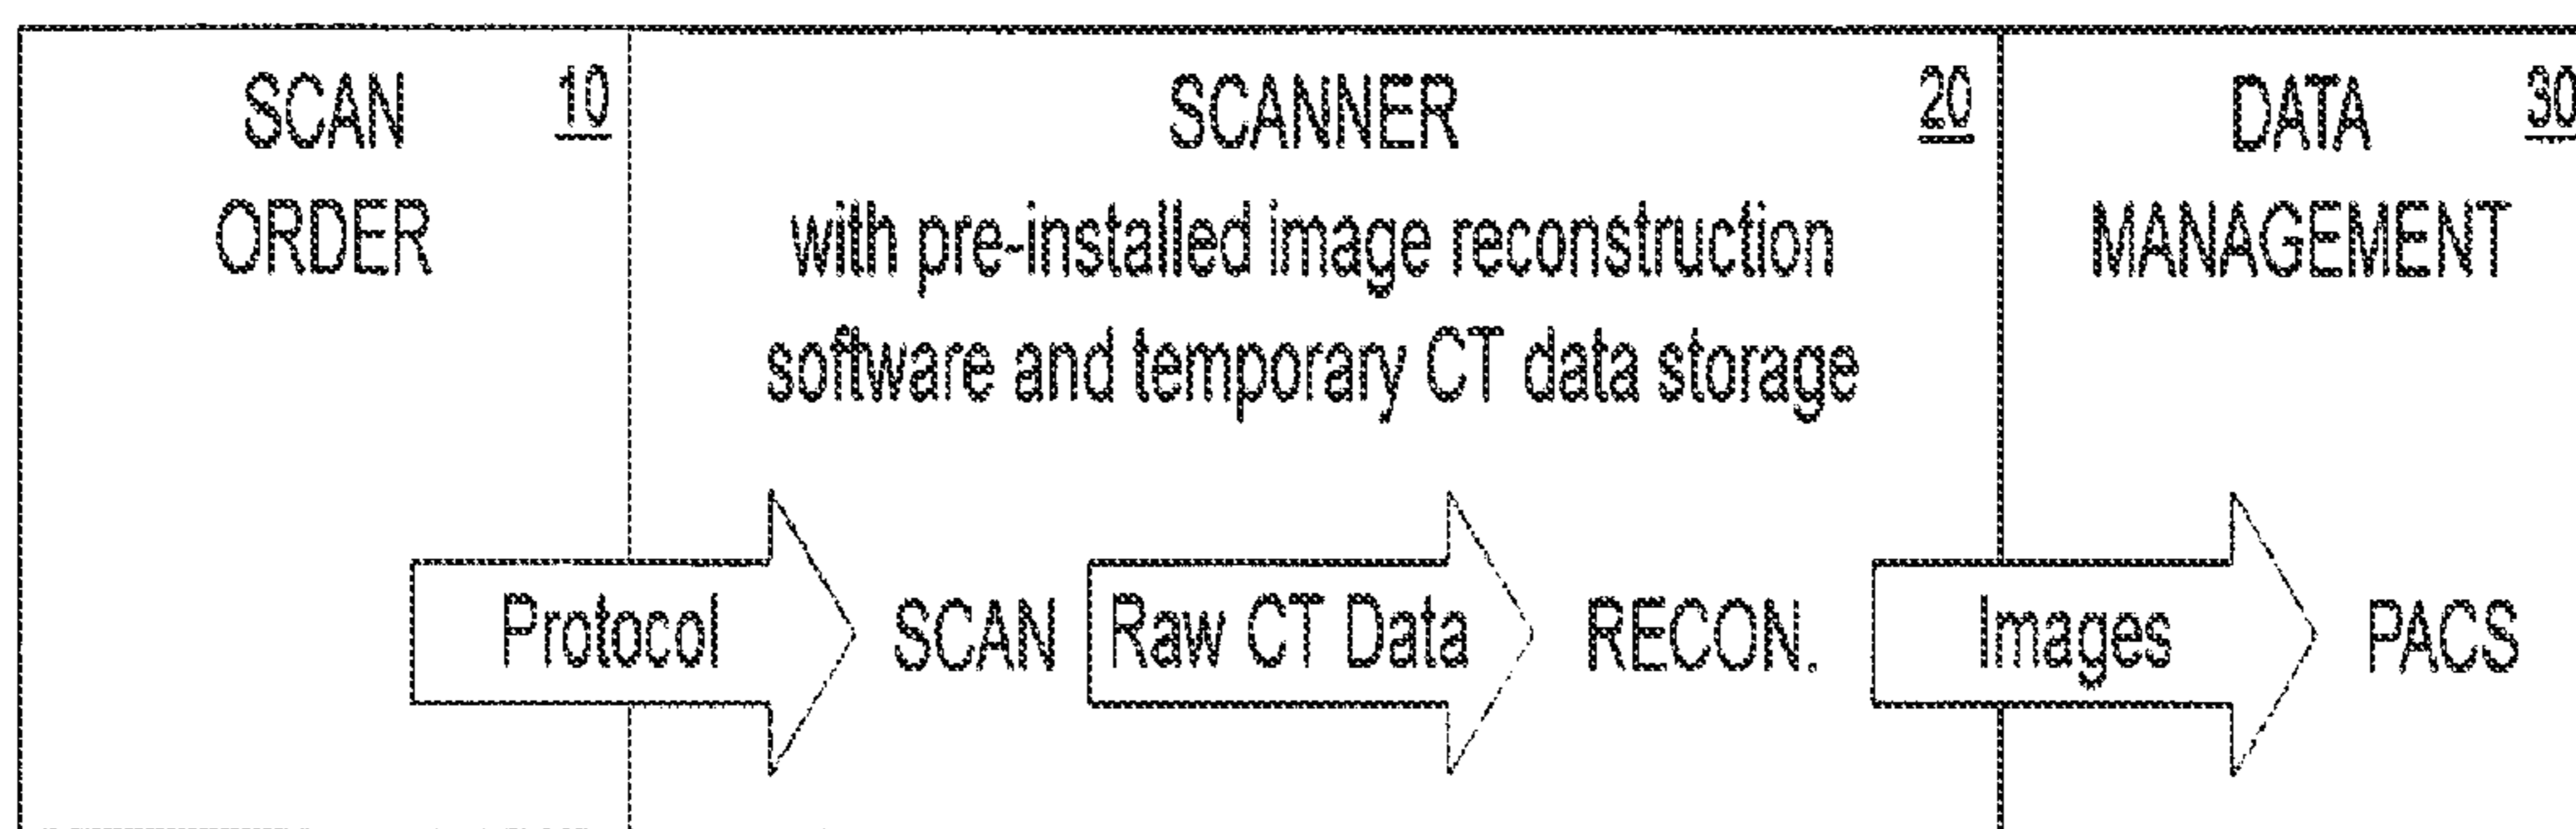 SCAN 10
ORDER
SCANNER 20
with pre-installed image reconstruction
software and temporary CT data storage
DATA 30
MANAGEMENT
Protocol SCAN Raw CT Data RECON. Images PACS